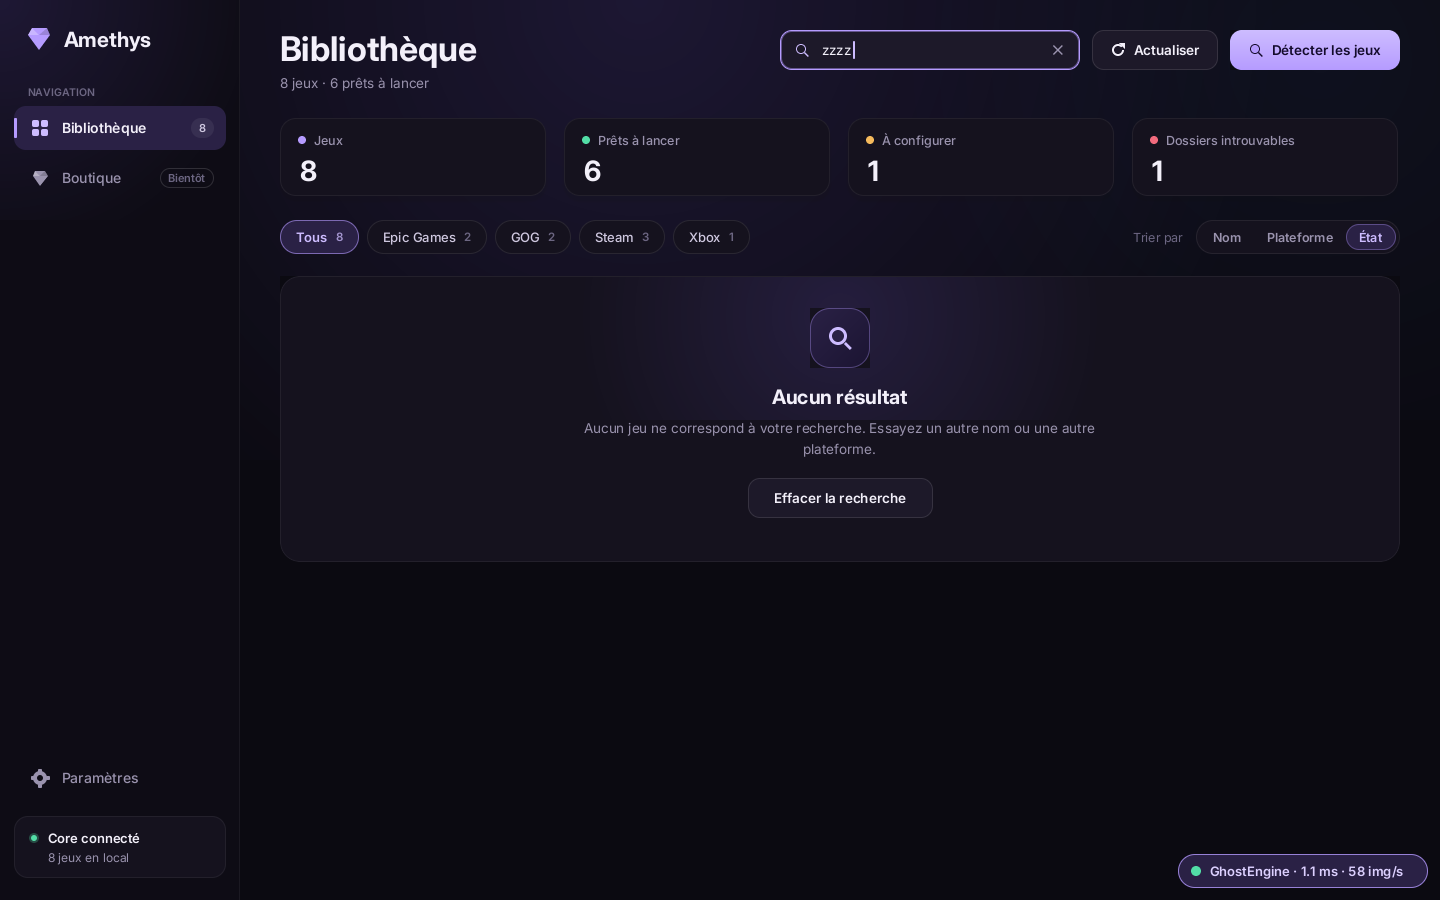 Amethys
NAVIGATION
Bibliothèque 8
Boutique Bientôt
Paramètres
Core connecté
8 jeux en local
Bibliothèque
8 jeux · 6 prêts à lancer
zzzz
Actualiser
Détecter les jeux
Jeux
8
Prêts à lancer
6
À configurer
1
Dossiers introuvables
1
Tous 8 Epic Games 2 GOG 2 Steam 3 Xbox 1
Trier par Nom Plateforme État
Aucun résultat
Aucun jeu ne correspond à votre recherche. Essayez un autre nom ou une autre
plateforme.
Effacer la recherche
GhostEngine · 1.1 ms · 58 img/s